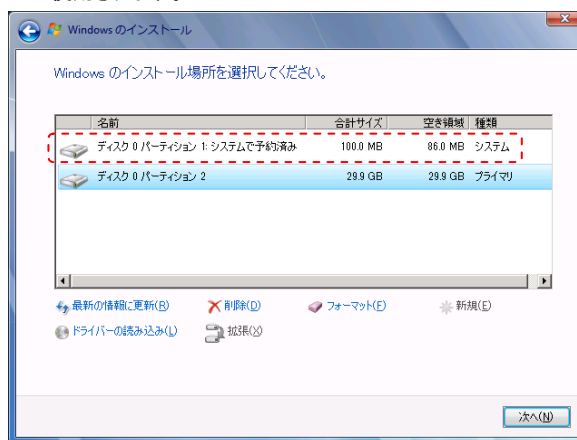 Windows のインストール
Windows のインストール場所を選択してください。
名前 合計サイズ 空き領域 種類
ディスク 0 パーティション 1: システムで予約済み 100.0 MB 86.0 MB システム
ディスク 0 パーティション 2 29.9 GB 29.9 GB プライマリ
最新の情報に更新(R) 削除(D) フォーマット(F) 新規(E)
ドライバーの読み込み(L) 拡張(X)
次へ(N)